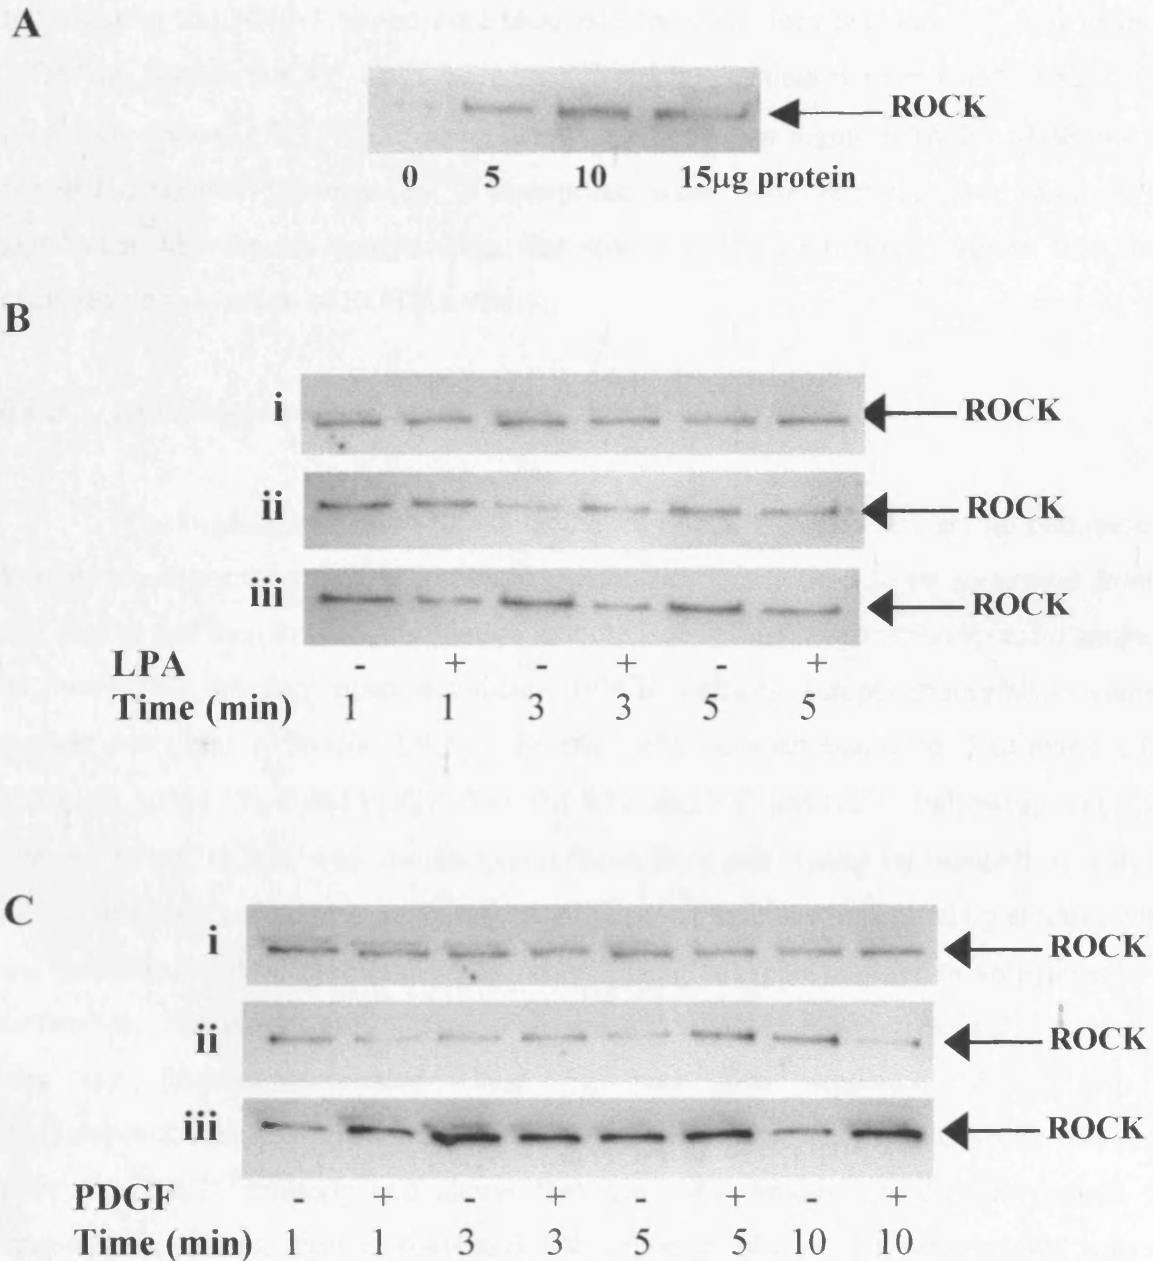 A
ROCK
0 5 10 15µg protein
B
i ROCK
ii ROCK
iii ROCK
LPA - + - + - +
Time (min) 1 1 3 3 5 5
C
i ROCK
ii ROCK
iii ROCK
PDGF - + - + - + - +
Time (min) 1 1 3 3 5 5 10 10